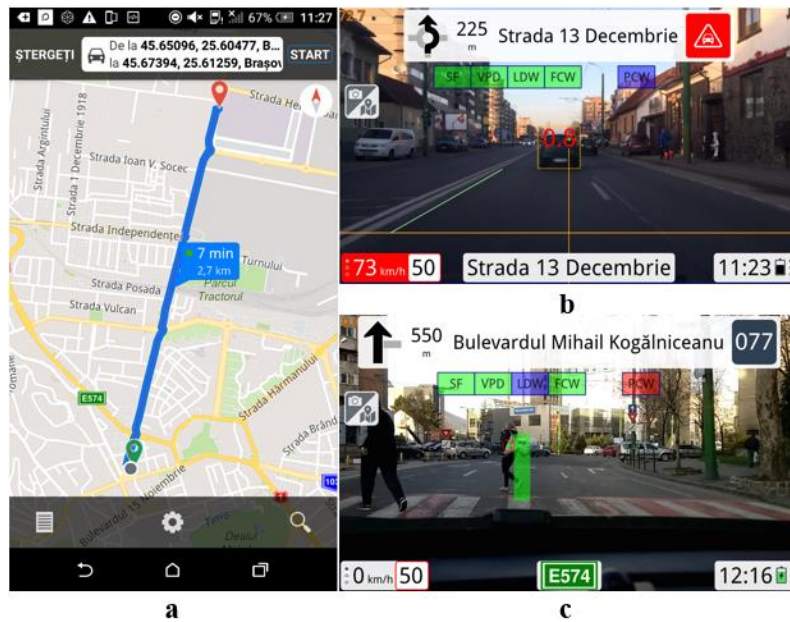 67% 11:27
ȘTERGEȚI
De la 45.65096, 25.60477, B...
la 45.67394, 25.61259, Brașov
START
Strada Argintului
Strada 1 Decembrie 1918
Strada Ioan V. Socec
Strada Independenței
Turnului
7 min
2,7 km
Strada Posada
Parcul
Tractorul
Strada Vulcan
Strada Hărmanului
E574
Strada Brând
Bulevardul 15 Noiembrie
Timiș
Dealul
a
225
m
Strada 13 Decembrie
SF VPD LDW FCW PCW
0.8
73 km/h 50
Strada 13 Decembrie
11:23
b
550
m
Bulevardul Mihail Kogălniceanu
077
SF VPD LDW FCW PCW
0 km/h 50
E574
12:16
c